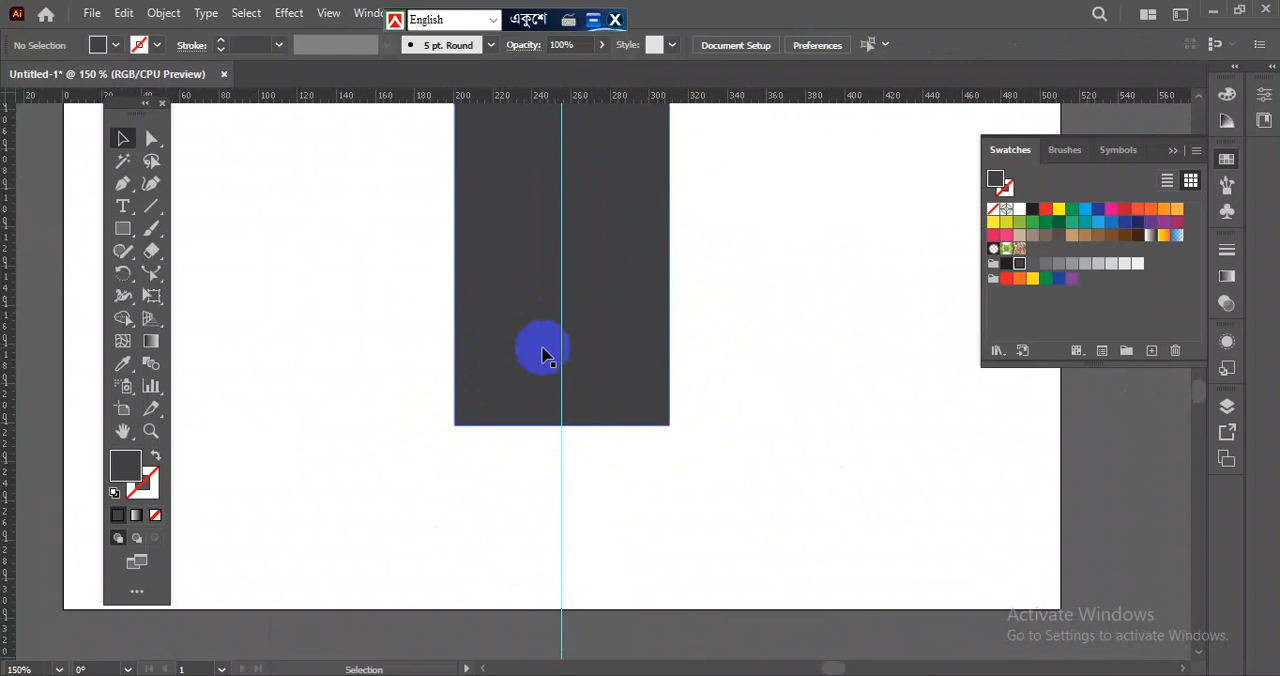 Ai File Edit Object Type Select Effect View Windo English একুশে
No Selection Stroke: 5 pt. Round Opacity: 100% Style: Document Setup Preferences
Untitled-1* @ 150 % (RGB/CPU Preview)
20 0 20 40 60 80 100 120 140 160 180 200 220 240 260 280 300 320 340 360 380 400 420 440 460 480 500 520 540 560
Swatches Brushes Symbols
Activate Windows
Go to Settings to activate Windows.
150% 0° 1 Selection